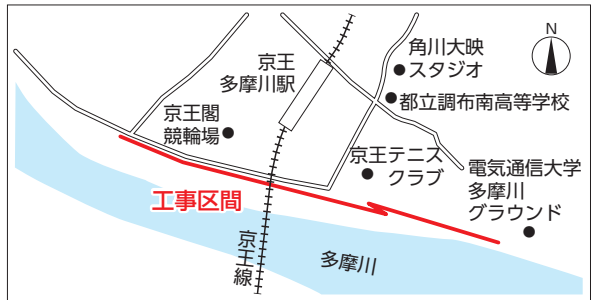 N
角川大映
スタジオ
京王
多摩川駅
都立調布南高等学校
京王閣
競輪場
京王テニス
クラブ
電気通信大学
多摩川
グラウンド
工事区間
京王線
多摩川